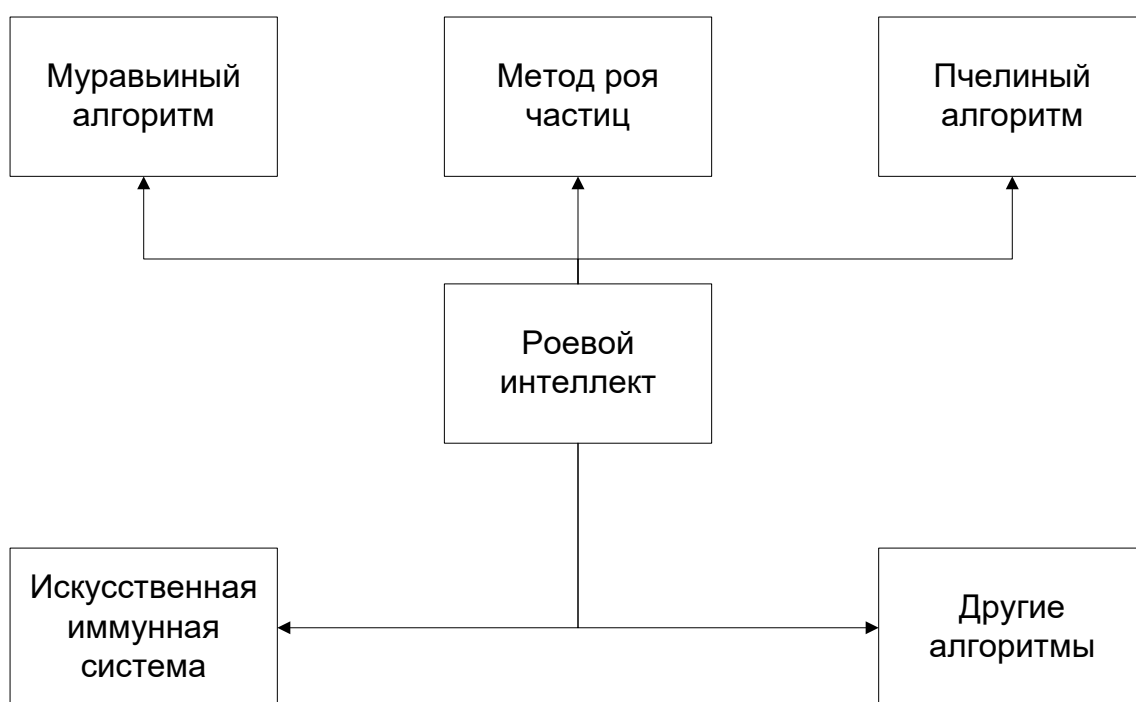 Муравьиный
алгоритм
Метод роя
частиц
Пчелиный
алгоритм
Роевой
интеллект
Искусственная
иммунная
система
Другие
алгоритмы